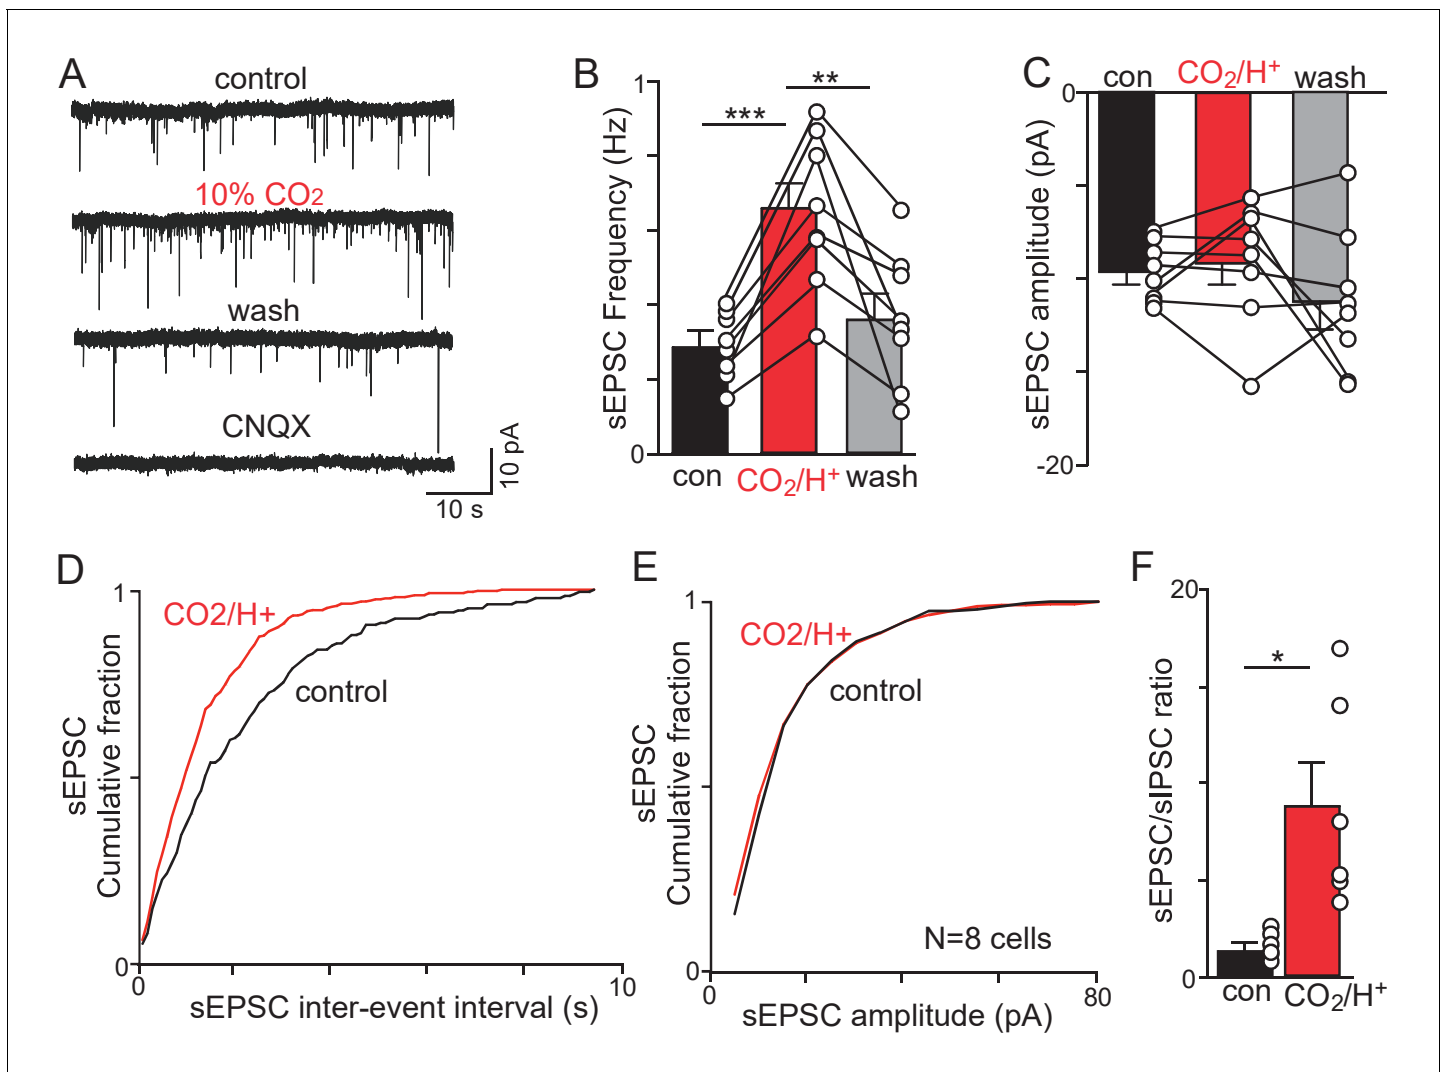 A
control
10% CO2
wash
CNQX
10 pA
10 s
B
sEPSC Frequency (Hz)
1
0
***
**
con
CO2/H+
wash
C
sEPSC amplitude (pA)
0
-20
con
CO2/H+
wash
D
sEPSC
Cumulative fraction
1
0
CO2/H+
control
0
10
sEPSC inter-event interval (s)
E
sEPSC
Cumulative fraction
1
0
CO2/H+
control
N=8 cells
0
80
sEPSC amplitude (pA)
F
sEPSC/sIPSC ratio
20
0
*
con
CO2/H+